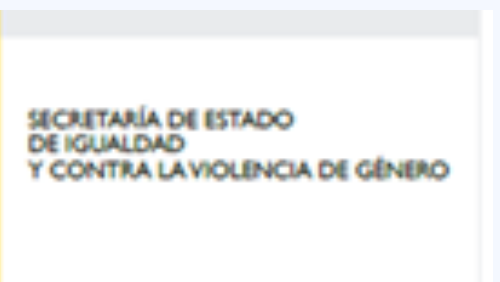 SECRETARÍA DE ESTADO
DE IGUALDAD
Y CONTRA LA VIOLENCIA DE GÉNERO